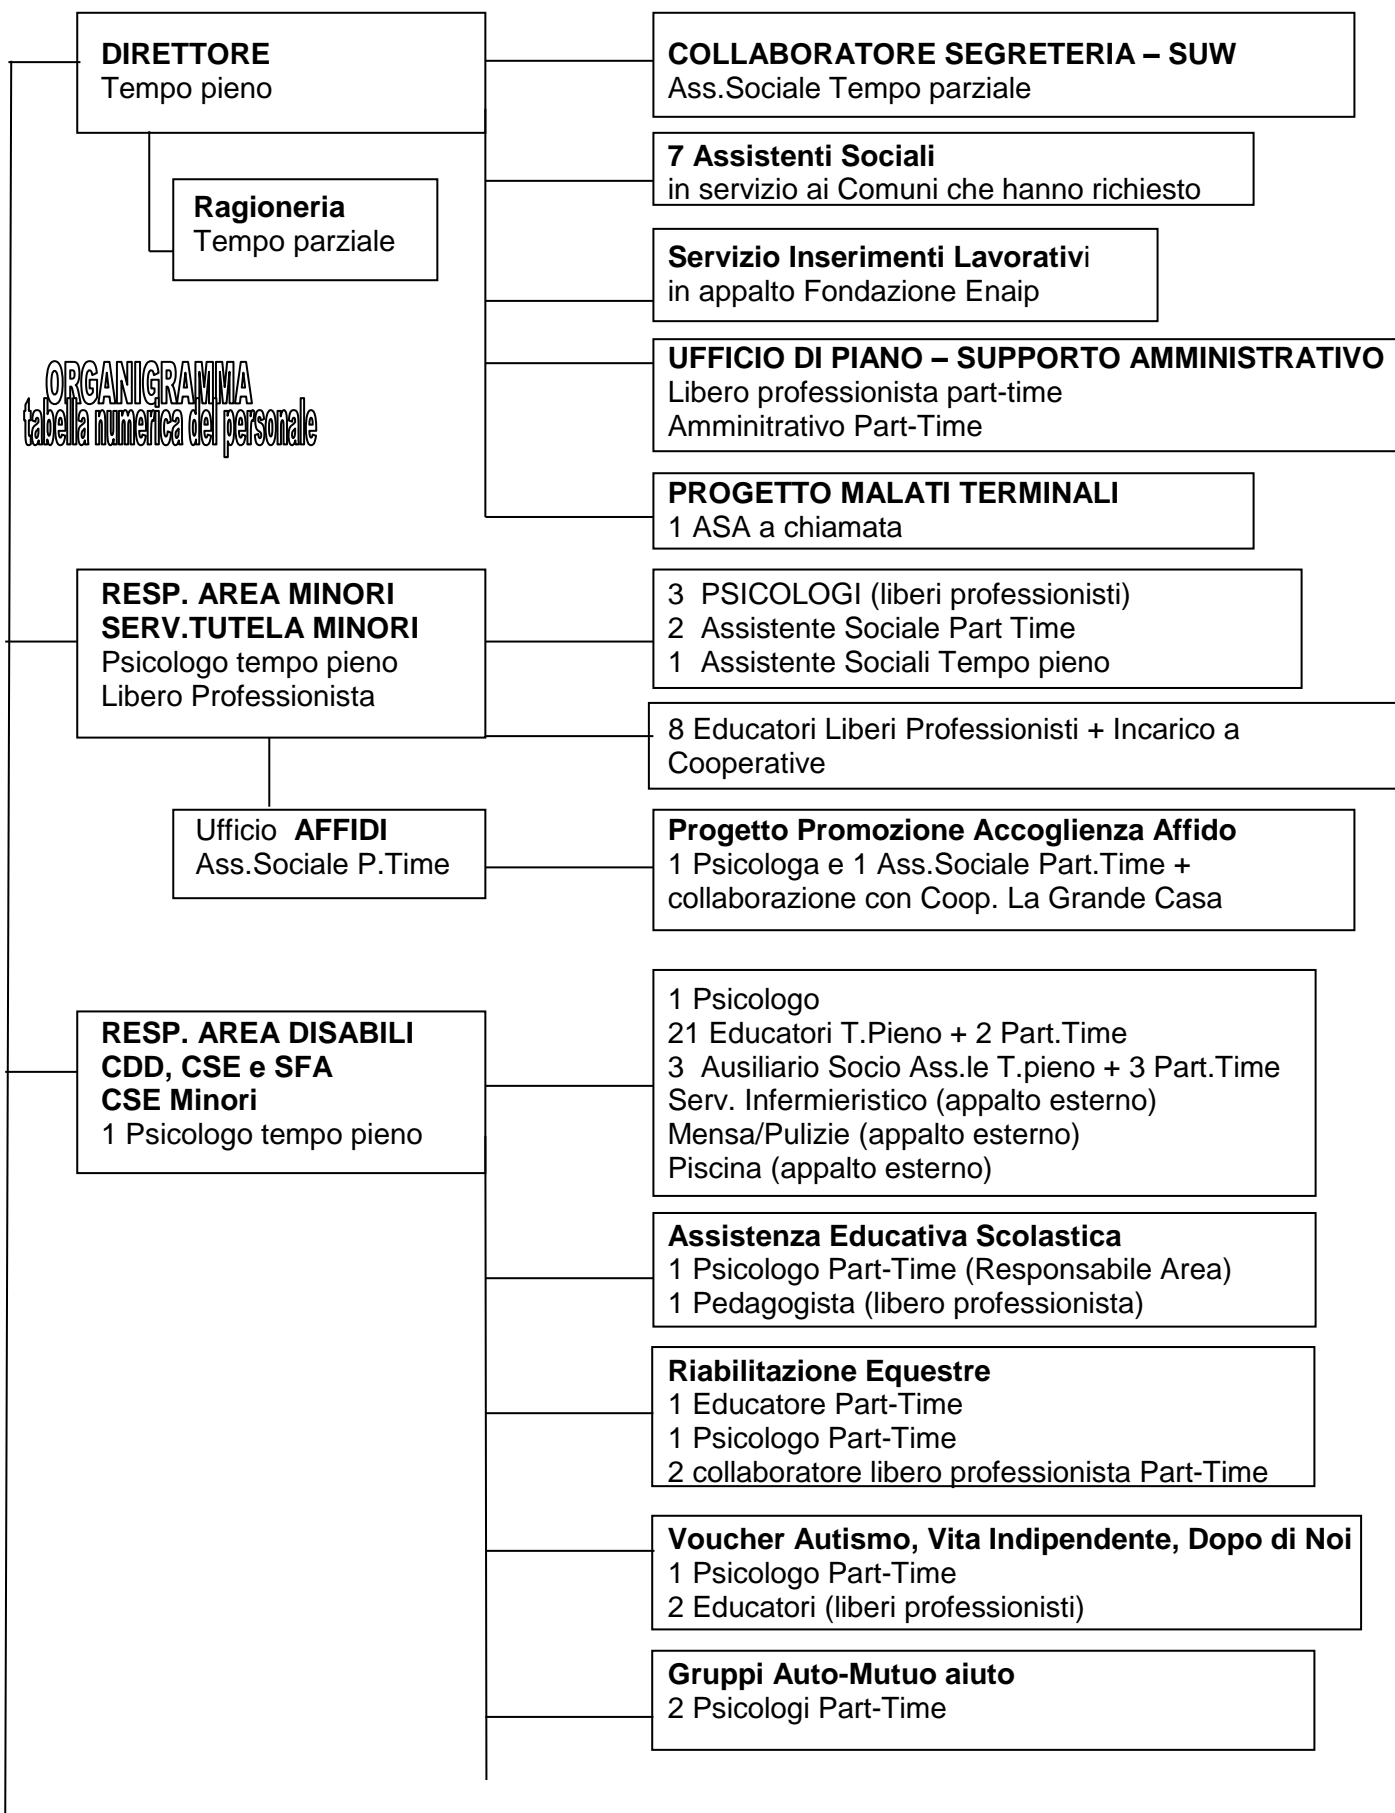 DIRETTORE
Tempo pieno
COLLABORATORE SEGRETERIA – SUW
Ass.Sociale Tempo parziale
7 Assistenti Sociali
in servizio ai Comuni che hanno richiesto
Ragioneria
Tempo parziale
Servizio Inserimenti Lavorativi
in appalto Fondazione Enaip
ORGANIGRAMMA
tabella numerica del personale
UFFICIO DI PIANO – SUPPORTO AMMINISTRATIVO
Libero professionista part-time
Amminitrativo Part-Time
PROGETTO MALATI TERMINALI
1 ASA a chiamata
RESP. AREA MINORI
SERV.TUTELA MINORI
Psicologo tempo pieno
Libero Professionista
3 PSICOLOGI (liberi professionisti)
2 Assistente Sociale Part Time
1 Assistente Sociali Tempo pieno
8 Educatori Liberi Professionisti + Incarico a
Cooperative
Ufficio AFFIDI
Ass.Sociale P.Time
Progetto Promozione Accoglienza Affido
1 Psicologa e 1 Ass.Sociale Part.Time +
collaborazione con Coop. La Grande Casa
RESP. AREA DISABILI
CDD, CSE e SFA
CSE Minori
1 Psicologo tempo pieno
1 Psicologo
21 Educatori T.Pieno + 2 Part.Time
3 Ausiliario Socio Ass.le T.pieno + 3 Part.Time
Serv. Infermieristico (appalto esterno)
Mensa/Pulizie (appalto esterno)
Piscina (appalto esterno)
Assistenza Educativa Scolastica
1 Psicologo Part-Time (Responsabile Area)
1 Pedagogista (libero professionista)
Riabilitazione Equestre
1 Educatore Part-Time
1 Psicologo Part-Time
2 collaboratore libero professionista Part-Time
Voucher Autismo, Vita Indipendente, Dopo di Noi
1 Psicologo Part-Time
2 Educatori (liberi professionisti)
Gruppi Auto-Mutuo aiuto
2 Psicologi Part-Time